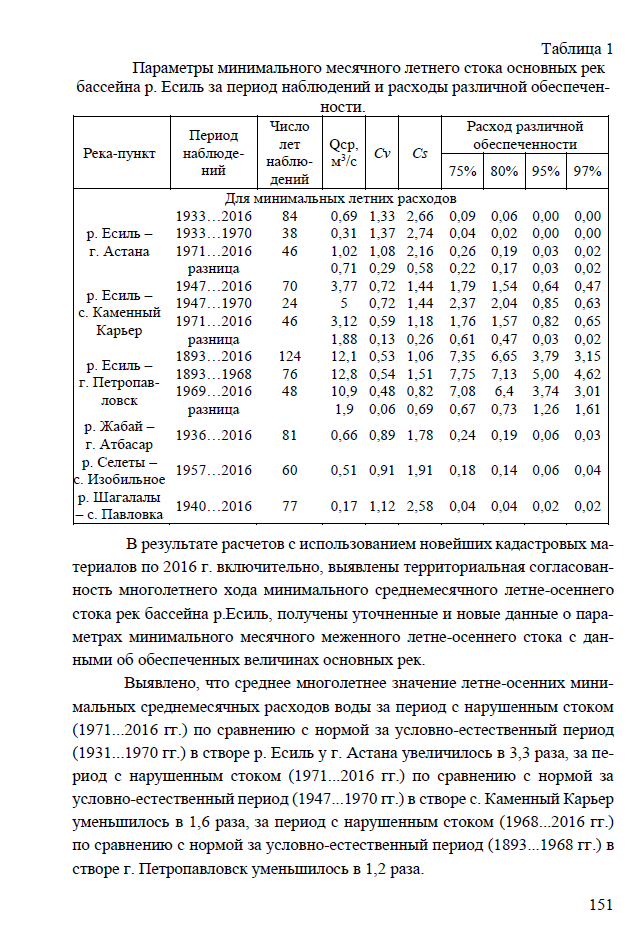 Таблица 1
Параметры минимального месячного летнего стока основных рек
бассейна р. Есиль за период наблюдений и расходы различной обеспечен-
ности.
Река-пункт | Период наблюде-ний | Число лет наблю-дений | Qср, м³/с | Cv | Cs | Расход различной обеспеченности
75% | 80% | 95% | 97%
Для минимальных летних расходов
р. Есиль – г. Астана | 1933…2016 | 84 | 0,69 | 1,33 | 2,66 | 0,09 | 0,06 | 0,00 | 0,00
1933…1970 | 38 | 0,31 | 1,37 | 2,74 | 0,04 | 0,02 | 0,00 | 0,00
1971…2016 | 46 | 1,02 | 1,08 | 2,16 | 0,26 | 0,19 | 0,03 | 0,02
разница | 0,71 | 0,29 | 0,58 | 0,22 | 0,17 | 0,03 | 0,02
р. Есиль – с. Каменный Карьер | 1947…2016 | 70 | 3,77 | 0,72 | 1,44 | 1,79 | 1,54 | 0,64 | 0,47
1947…1970 | 24 | 5 | 0,72 | 1,44 | 2,37 | 2,04 | 0,85 | 0,63
1971…2016 | 46 | 3,12 | 0,59 | 1,18 | 1,76 | 1,57 | 0,82 | 0,65
разница | 1,88 | 0,13 | 0,26 | 0,61 | 0,47 | 0,03 | 0,02
р. Есиль – г. Петропав-ловск | 1893…2016 | 124 | 12,1 | 0,53 | 1,06 | 7,35 | 6,65 | 3,79 | 3,15
1893…1968 | 76 | 12,8 | 0,54 | 1,51 | 7,75 | 7,13 | 5,00 | 4,62
1969…2016 | 48 | 10,9 | 0,48 | 0,82 | 7,08 | 6,4 | 3,74 | 3,01
разница | 1,9 | 0,06 | 0,69 | 0,67 | 0,73 | 1,26 | 1,61
р. Жабай – г. Атбасар | 1936…2016 | 81 | 0,66 | 0,89 | 1,78 | 0,24 | 0,19 | 0,06 | 0,03
р. Селеты – с. Изобильное | 1957…2016 | 60 | 0,51 | 0,91 | 1,91 | 0,18 | 0,14 | 0,06 | 0,04
р. Шагалалы – с. Павловка | 1940…2016 | 77 | 0,17 | 1,12 | 2,58 | 0,04 | 0,04 | 0,02 | 0,02
В результате расчетов с использованием новейших кадастровых ма-
териалов по 2016 г. включительно, выявлены территориальная согласован-
ность многолетнего хода минимального среднемесячного летне-осеннего
стока рек бассейна р.Есиль, получены уточненные и новые данные о пара-
метрах минимального месячного меженного летне-осеннего стока с дан-
ными об обеспеченных величинах основных рек.
Выявлено, что среднее многолетнее значение летне-осенних мини-
мальных среднемесячных расходов воды за период с нарушенным стоком
(1971...2016 гг.) по сравнению с нормой за условно-естественный период
(1931...1970 гг.) в створе р. Есиль у г. Астана увеличилось в 3,3 раза, за пе-
риод с нарушенным стоком (1971...2016 гг.) по сравнению с нормой за
условно-естественный период (1947...1970 гг.) в створе с. Каменный Карьер
уменьшилось в 1,6 раза, за период с нарушенным стоком (1968...2016 гг.)
по сравнению с нормой за условно-естественный период (1893...1968 гг.) в
створе г. Петропавловск уменьшилось в 1,2 раза.
151